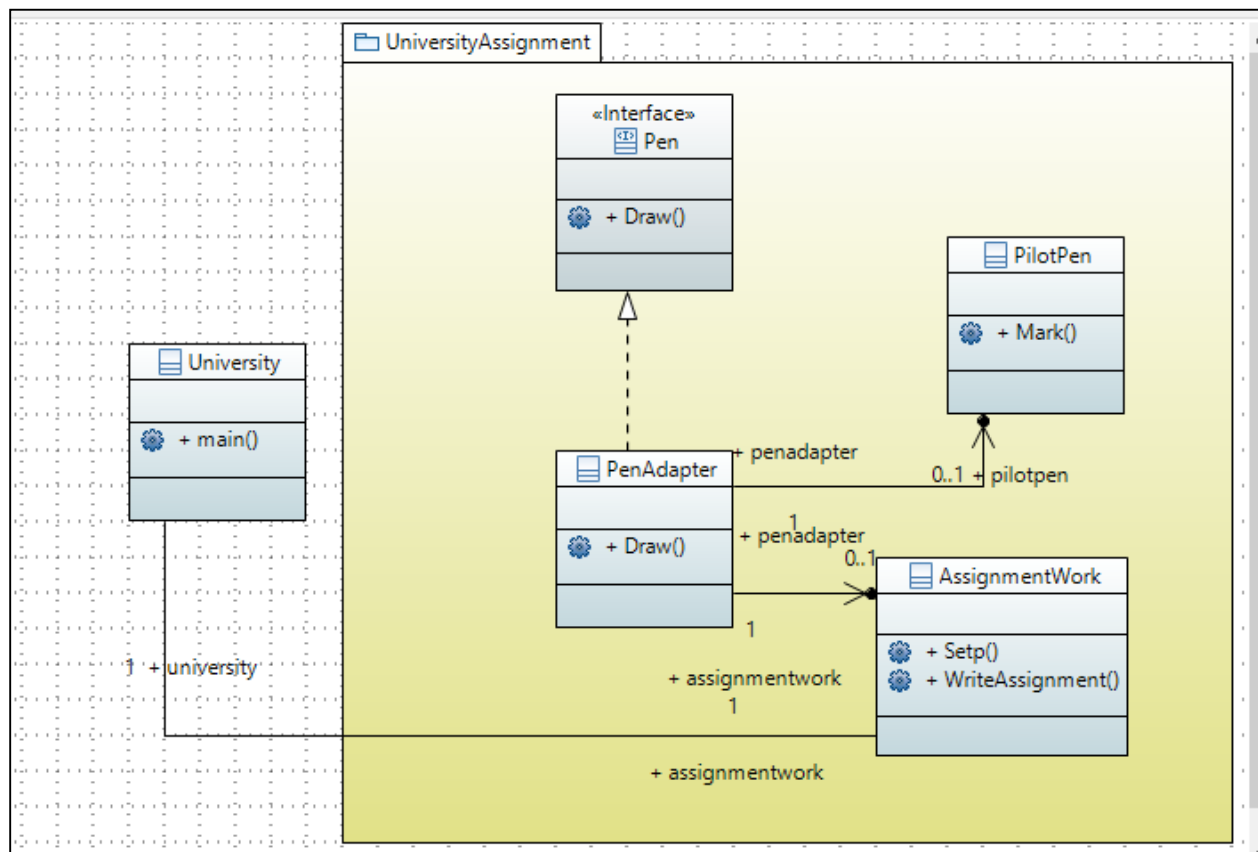 UniversityAssignment
«Interface»
Pen
+ Draw()
PilotPen
+ Mark()
University
+ main()
PenAdapter
+ Draw()
+ penadapter
0..1 + pilotpen
1
+ penadapter
0..1
AssignmentWork
+ Setp()
+ WriteAssignment()
1
+ assignmentwork
1 + university
1
+ assignmentwork